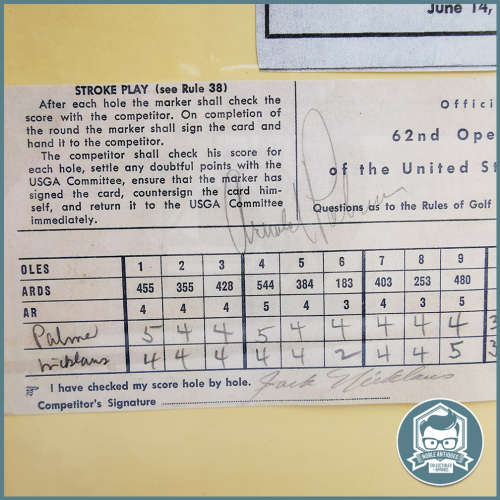 June 14,
STROKE PLAY (see Rule 38)
After each hole the marker shall check the
score with the competitor. On completion of
the round the marker shall sign the card and
hand it to the competitor.
The competitor shall check his score for
each hole, settle any doubtful points with the
USGA Committee, ensure that the marker has
signed the card, countersign the card him-
self, and return it to the USGA Committee
immediately.
Offici
62nd Ope
of the United St
Arnold Palmer
Questions as to the Rules of Golf
OLES 1 2 3 4 5 6 7 8 9
ARDS 455 355 428 544 384 183 403 253 480
AR 4 4 4 5 4 3 4 3 5
Palme 5 4 4 5 4 4 4 4 4
Nicklaus 4 4 4 4 4 2 4 4 5
I have checked my score hole by hole.
Jack Nicklaus
Competitor's Signature
NOBLE ANTIQUES